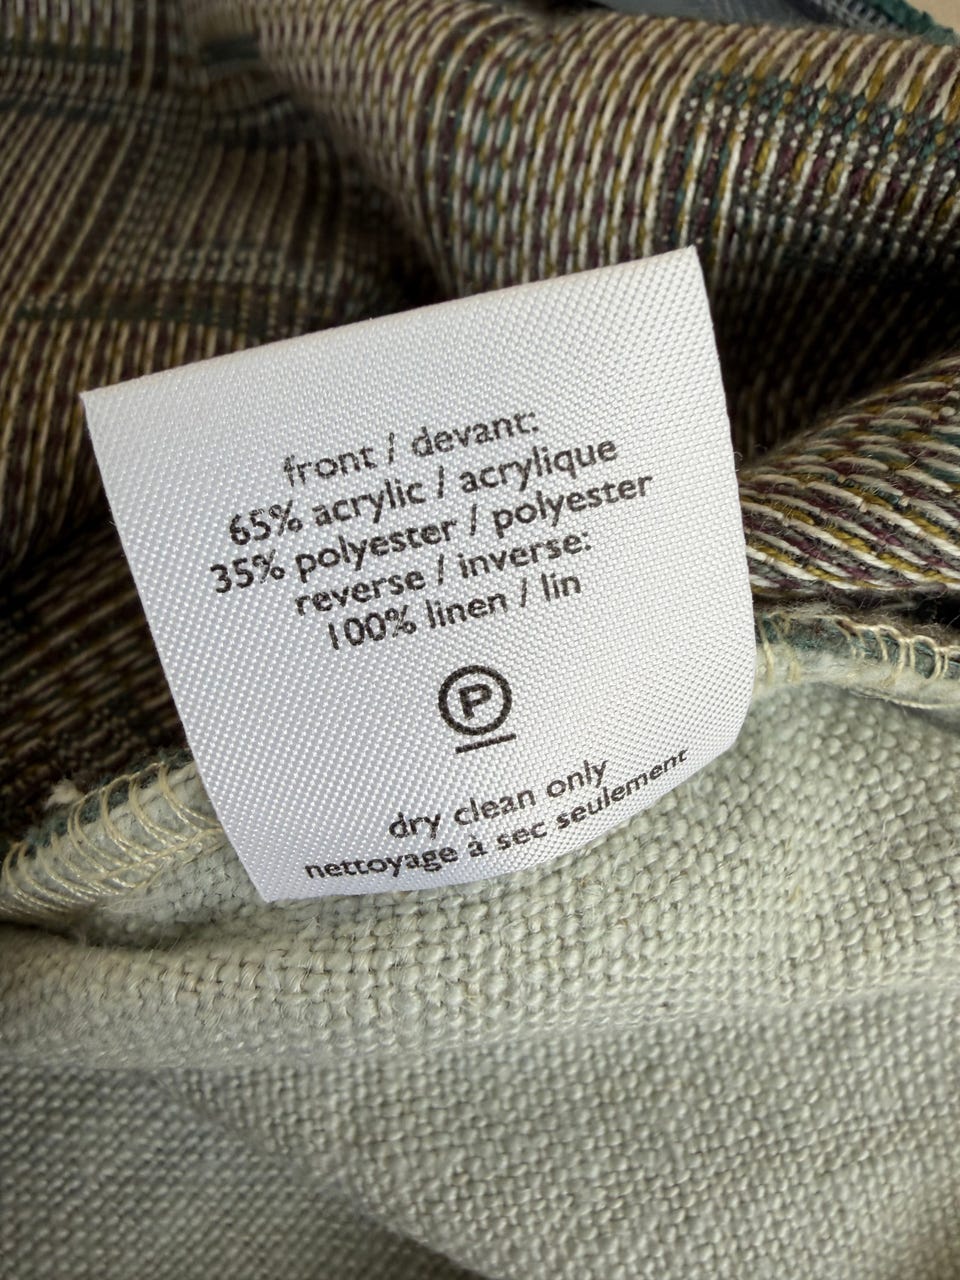 front / devant:
65% acrylic / acrylique
35% polyester / polyester
reverse / inverse:
100% linen / lin
P
dry clean only
nettoyage à sec seulement